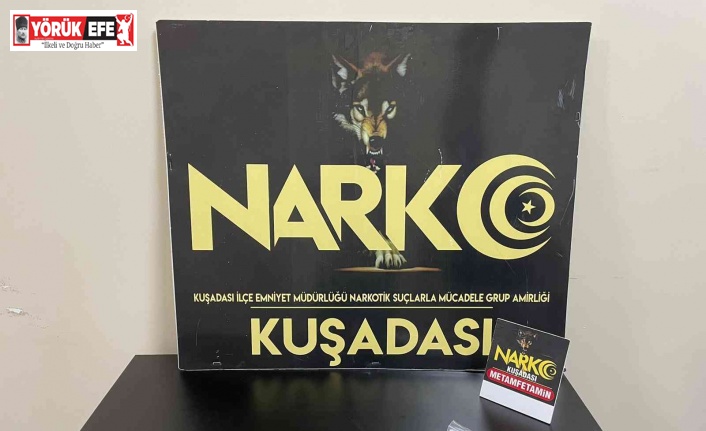 YÖRÜK EFE
"İlkeli ve Doğru Haber"
NARKO
KUŞADASI İLÇE EMNİYET MÜDÜRLÜĞÜ NARKOTİK SUÇLARLA MÜCADELE GRUP AMİRLİĞİ
KUŞADASI
NARKO
KUŞADASI
METAMFETAMİN